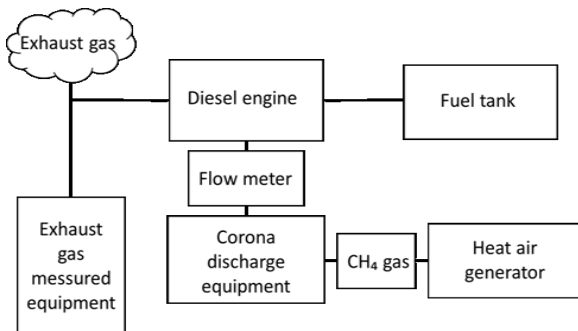 Exhaust gas
Diesel engine
Fuel tank
Flow meter
Exhaust
gas
messured
equipment
Corona
discharge
equipment
CH₄ gas
Heat air
generator